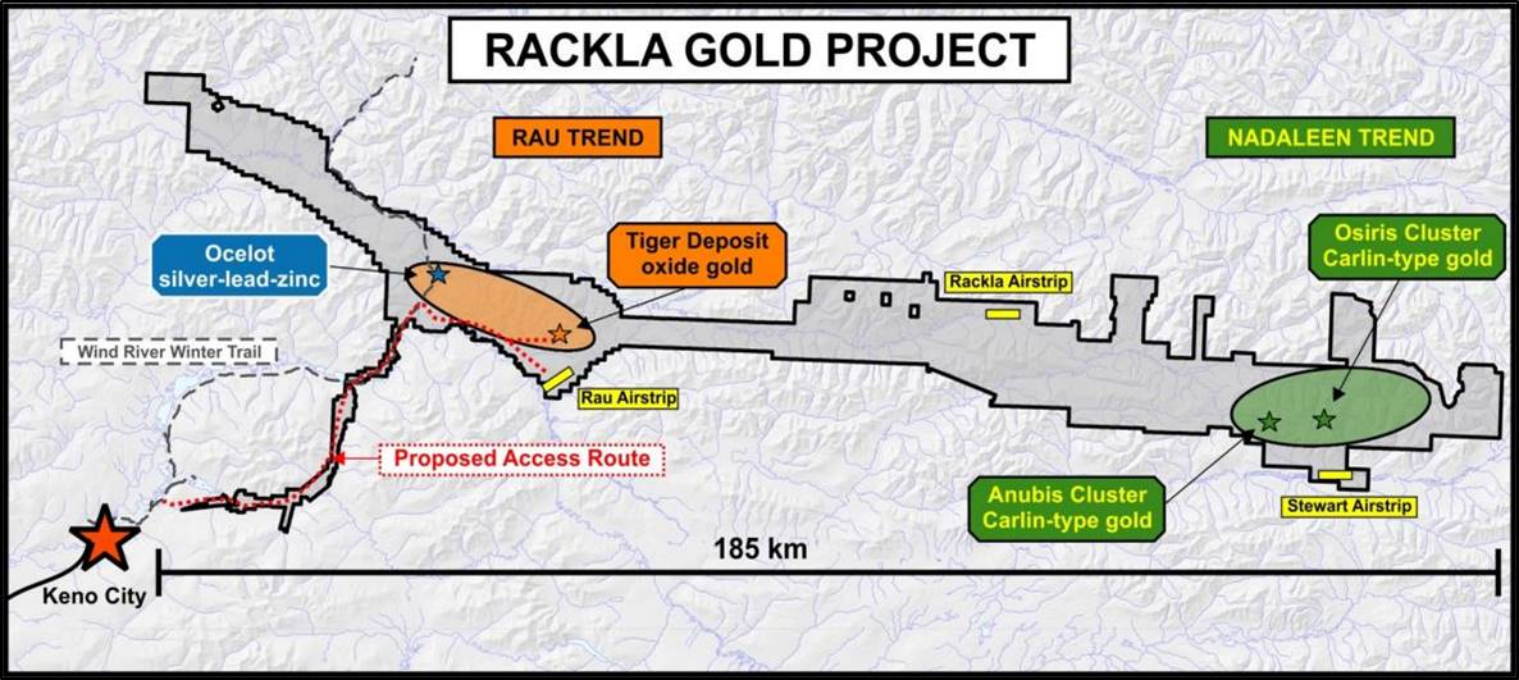 RACKLA GOLD PROJECT
RAU TREND
NADALEEN TREND
Ocelot
silver-lead-zinc
Tiger Deposit
oxide gold
Osiris Cluster
Carlin-type gold
Rackla Airstrip
Wind River Winter Trail
Rau Airstrip
Proposed Access Route
Anubis Cluster
Carlin-type gold
Stewart Airstrip
185 km
Keno City